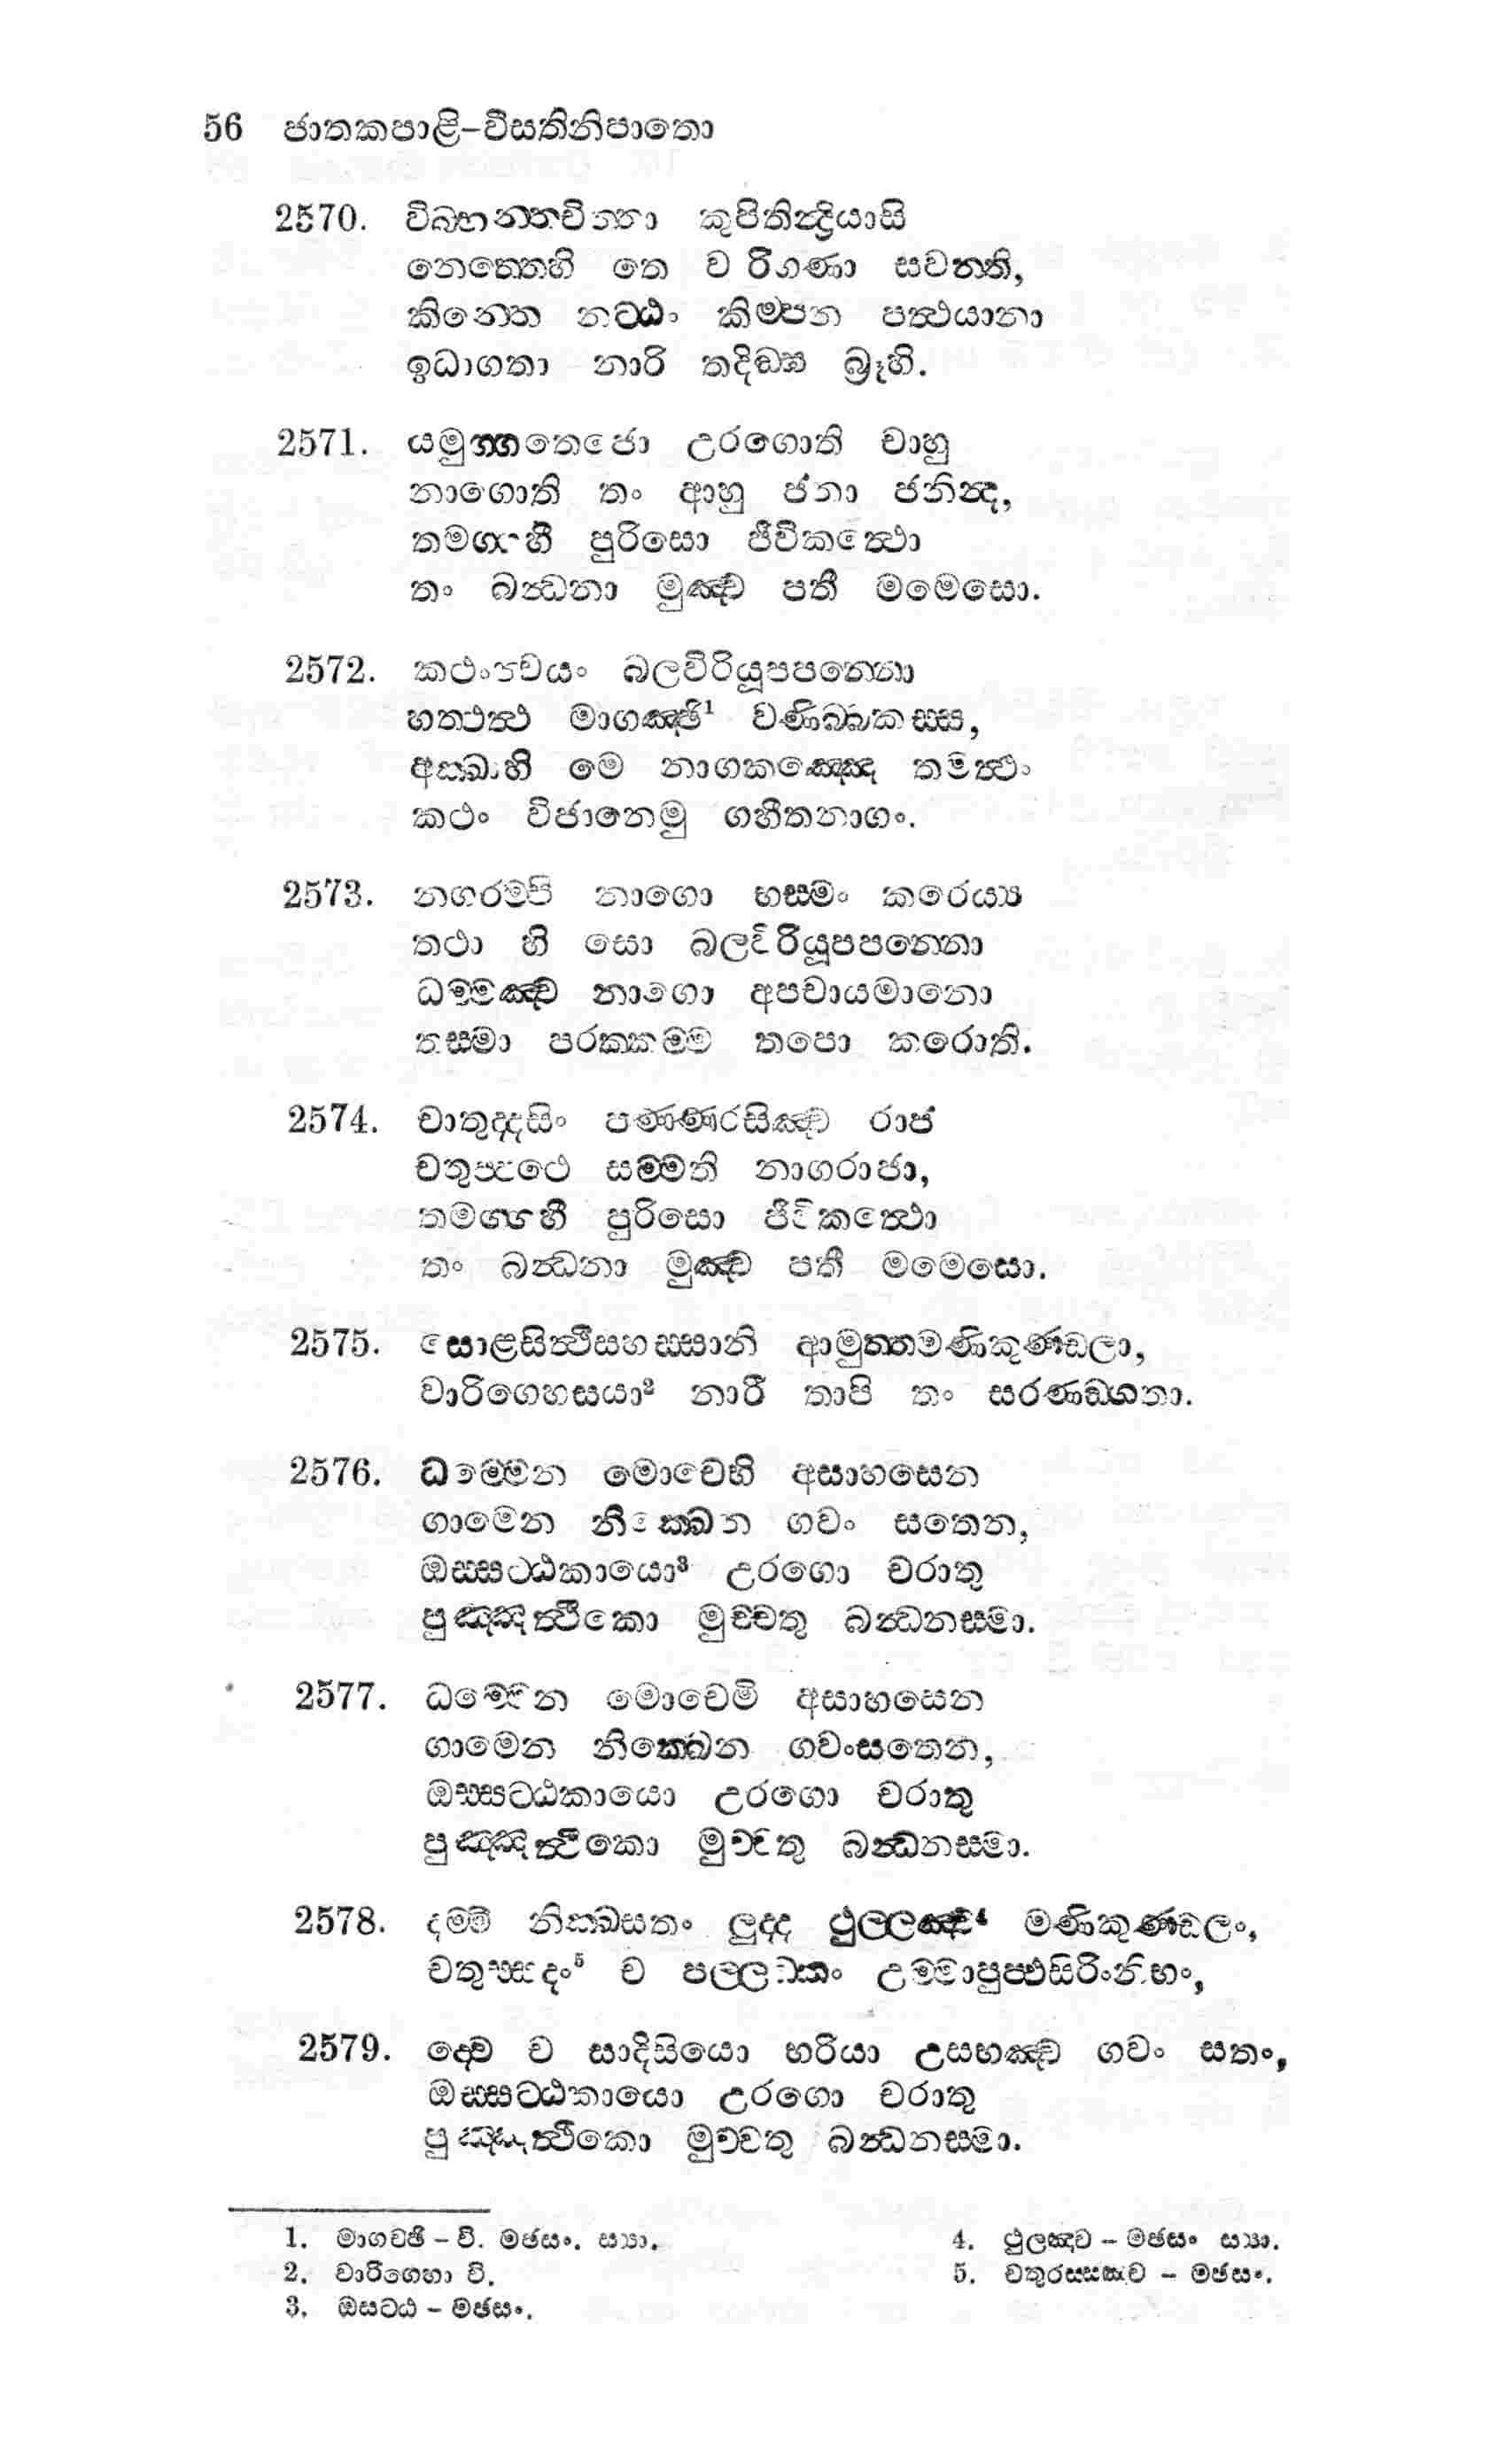 56 ජාතකපාළි–වීසතිනිපාතො
2570. විබ්භන්තචිත්තා කුපිතින්ද්‍රියාසි
නෙත්තෙහි තෙ වාරිගණා සවන්ති,
කින්තෙ නට්ඨං කිම්පන පත්ථයානා
ඉධාගතා නාරි තදිඞ්ඝ බ්‍රූහි.
2571. යමුග්ගතෙජො උරගොති චාහු
නාගොති තං ආහු ජනා ජනින්ද,
තමග්ගහී පුරිසො ජීවිකත්ථො
තං බන්ධනා මුඤ්ච පතී මමෙසො.
2572. කථංන්වයං බලවිරියූපපන්නො
හත්ථත්ථ මාගඤ්ඡි¹ වණිබ්බකස්ස,
අක්ඛාහි මෙ නාගකඤ්ඤෙ තමත්ථං
කථං විජානෙමු ගහීතනාගං.
2573. නගරම්පි නාගො භස්මං කරෙය්‍ය
තථා හි සො බලවිරියූපපන්නො
ධම්මඤ්ච නාගො අපචායමානො
තස්මා පරක්කම්ම තපො කරොති.
2574. චාතුද්දසිං පණ්ණරසිඤ්ච රාජ
චතුප්පථෙ සම්මති නාගරාජා,
තමග්ගහී පුරිසො ජීවිකත්ථො
තං බන්ධනා මුඤ්ච පතී මමෙසො.
2575. සොළසිත්ථිසහස්සානි ආමුත්තමණිකුණ්ඩලා,
වාරිගෙහසයා² නාරී තාපි තං සරණඞ්ගතා.
2576. ධම්මෙන මොචෙහි අසාහසෙන
ගාමෙන නික්ඛෙන ගවං සතෙන,
ඔස්සට්ඨකායො³ උරගො චරාතු
පුඤ්ඤත්ථිකො මුච්චතු බන්ධනස්මා.
2577. ධම්මෙන මොචෙමි අසාහසෙන
ගාමෙන නික්ඛෙන ගවංසතෙන,
ඔස්සට්ඨකායො උරගො චරාතු
පුඤ්ඤත්ථිකො මුච්චතු බන්ධනස්මා.
2578. දම්මි නික්ඛසතං ලුද්ද ථුල්ලඤ්ච⁴ මණිකුණ්ඩලං,
චතුස්සදං⁵ ච පල්ලඞ්කං උම්මාපුප්ඵසිරිංනිභං,
2579. ද්වෙ ච සාදිසියො භරියා උසභඤ්ච ගවං සතං,
ඔස්සට්ඨකායො උරගො චරාතු
පුඤ්ඤත්ථිකො මුච්චතු බන්ධනස්මා.
1. මාගච්ඡි – වි. මඡසං. ස්‍යා.
2. වාරිගෙහා වි.
3. ඔසට්ඨ – මඡසං.
4. ථුලඤ්ච – මඡසං ස්‍යා.
5. චතුරස්සඤ්ච – මඡසං.